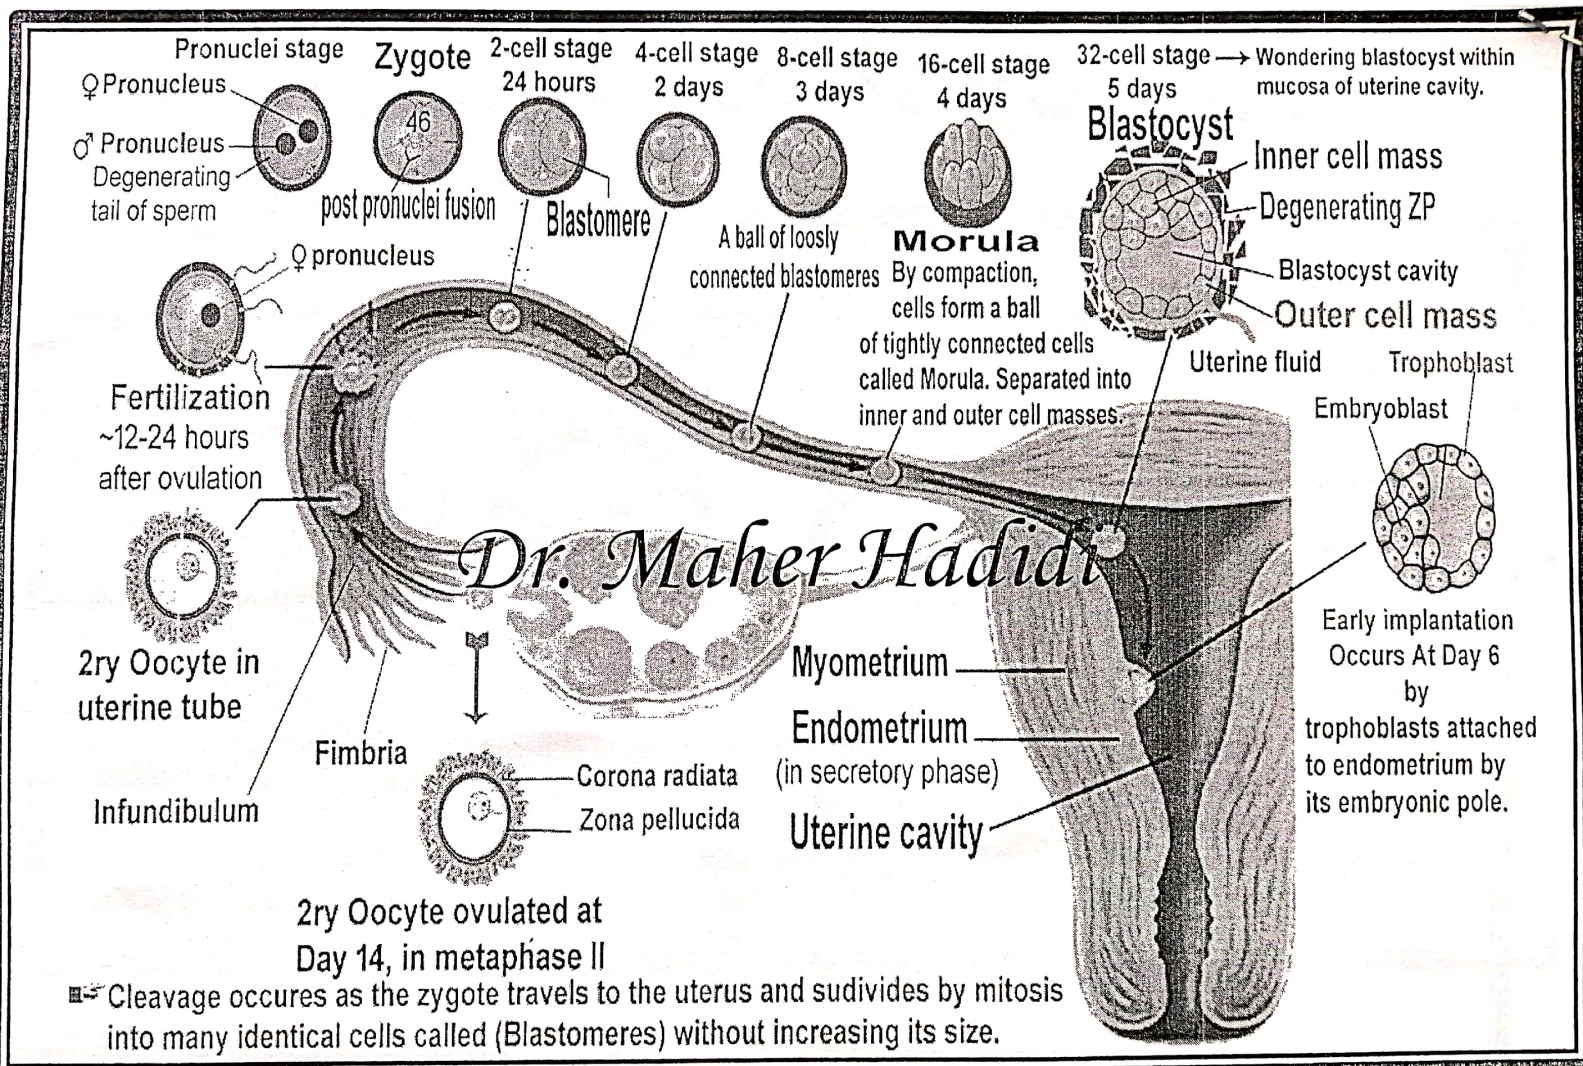 Pronuclei stage
♀Pronucleus
♂ Pronucleus
Degenerating
tail of sperm
Zygote
46
post pronuclei fusion
2-cell stage
24 hours
Blastomere
4-cell stage
2 days
8-cell stage
3 days
A ball of loosly
connected blastomeres
16-cell stage
4 days
Morula
By compaction,
cells form a ball
of tightly connected cells
called Morula. Separated into
inner and outer cell masses.
32-cell stage → Wondering blastocyst within
mucosa of uterine cavity.
5 days
Blastocyst
Inner cell mass
Degenerating ZP
Blastocyst cavity
Outer cell mass
Uterine fluid
Trophoblast
Embryoblast
♀ pronucleus
Fertilization
~12-24 hours
after ovulation
2ry Oocyte in
uterine tube
Infundibulum
Fimbria
Dr. Maher Hadidi
Corona radiata
Zona pellucida
2ry Oocyte ovulated at
Day 14, in metaphase II
Myometrium
Endometrium
(in secretory phase)
Uterine cavity
Early implantation
Occurs At Day 6
by
trophoblasts attached
to endometrium by
its embryonic pole.
Cleavage occures as the zygote travels to the uterus and sudivides by mitosis
into many identical cells called (Blastomeres) without increasing its size.